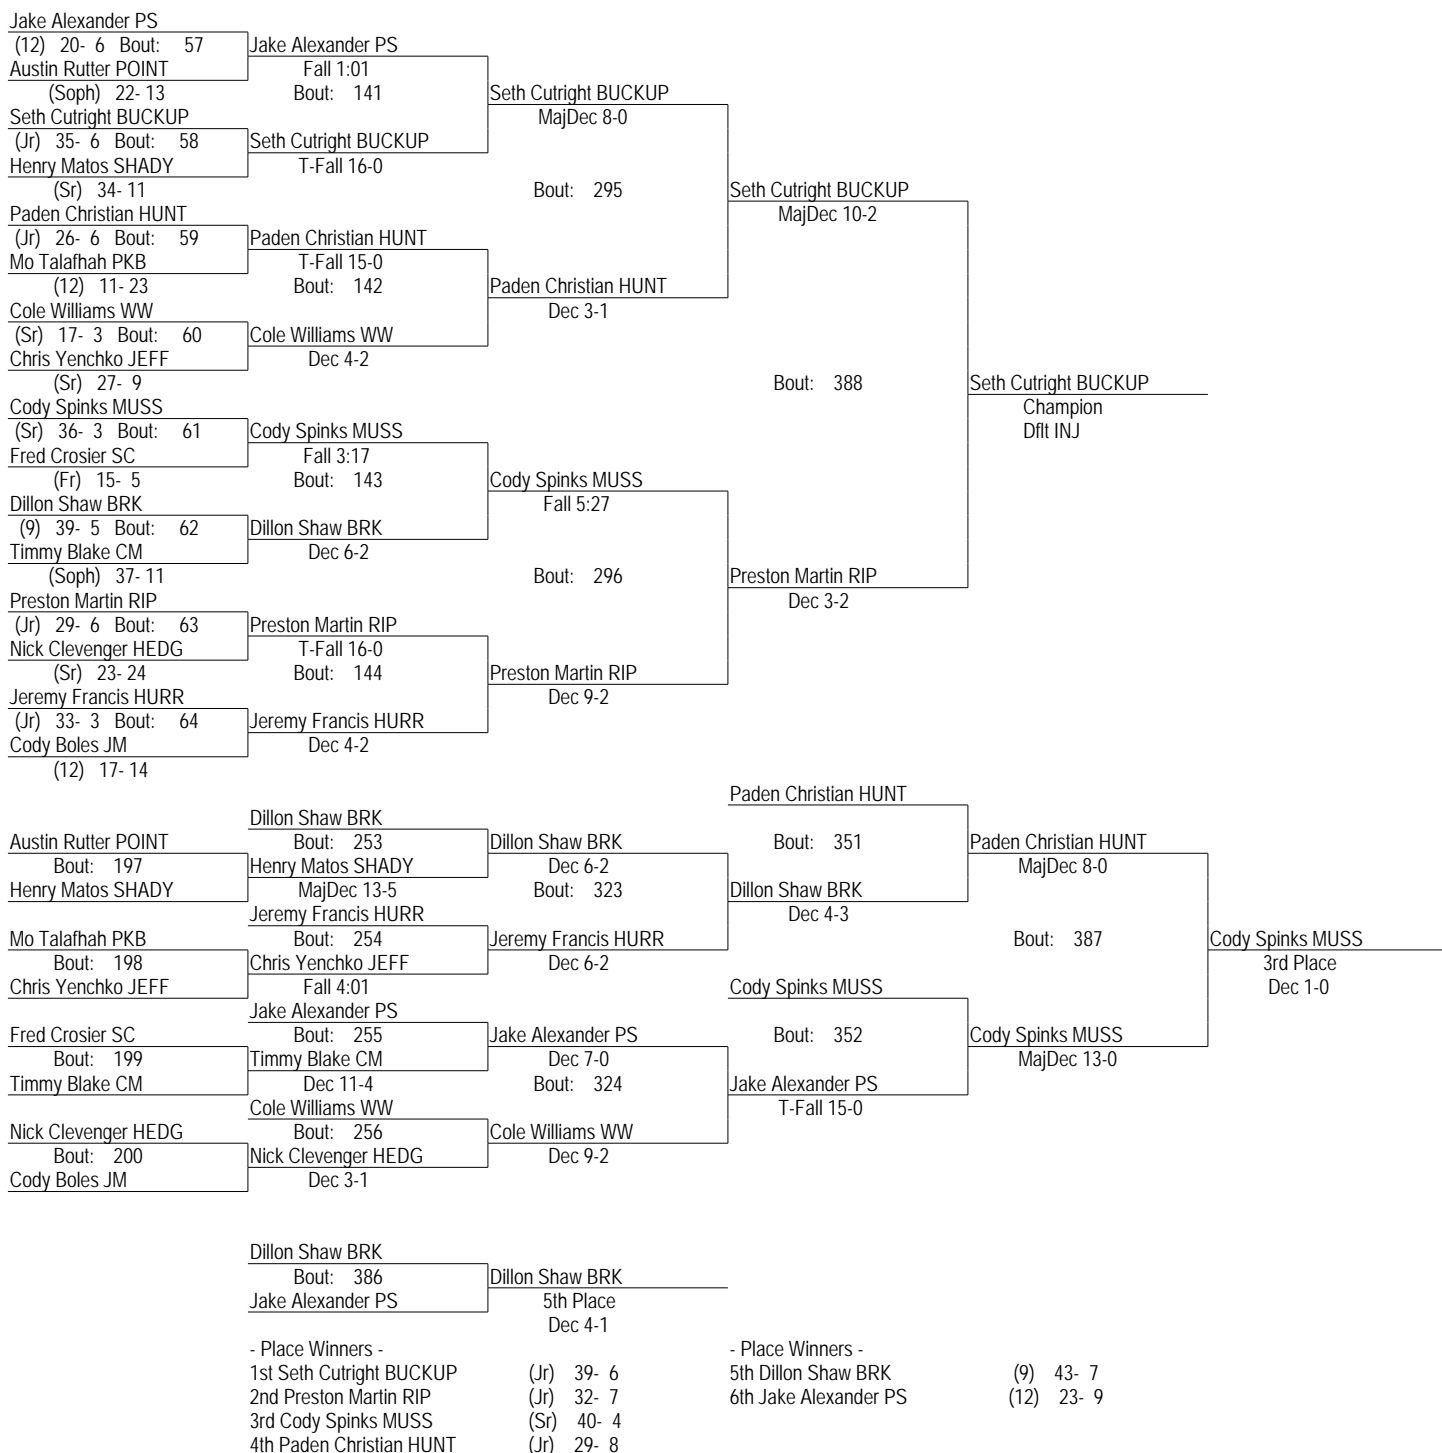 Jake Alexander PS
(12) 20- 6 Bout: 57 Jake Alexander PS
Austin Rutter POINT Fall 1:01
(Soph) 22- 13 Bout: 141 Seth Cutright BUCKUP
Seth Cutright BUCKUP MajDec 8-0
(Jr) 35- 6 Bout: 58 Seth Cutright BUCKUP
Henry Matos SHADY T-Fall 16-0
(Sr) 34- 11 Bout: 295 Seth Cutright BUCKUP
Paden Christian HUNT MajDec 10-2
(Jr) 26- 6 Bout: 59 Paden Christian HUNT
Mo Talafhah PKB T-Fall 15-0
(12) 11- 23 Bout: 142 Paden Christian HUNT
Cole Williams WW Dec 3-1
(Sr) 17- 3 Bout: 60 Cole Williams WW
Chris Yenchko JEFF Dec 4-2
(Sr) 27- 9 Bout: 388 Seth Cutright BUCKUP
Cody Spinks MUSS Champion
(Sr) 36- 3 Bout: 61 Cody Spinks MUSS Dflt INJ
Fred Crosier SC Fall 3:17
(Fr) 15- 5 Bout: 143 Cody Spinks MUSS
Dillon Shaw BRK Fall 5:27
(9) 39- 5 Bout: 62 Dillon Shaw BRK
Timmy Blake CM Dec 6-2
(Soph) 37- 11 Bout: 296 Preston Martin RIP
Preston Martin RIP Dec 3-2
(Jr) 29- 6 Bout: 63 Preston Martin RIP
Nick Clevenger HEDG T-Fall 16-0
(Sr) 23- 24 Bout: 144 Preston Martin RIP
Jeremy Francis HURR Dec 9-2
(Jr) 33- 3 Bout: 64 Jeremy Francis HURR
Cody Boles JM Dec 4-2
(12) 17- 14
Paden Christian HUNT
Dillon Shaw BRK
Austin Rutter POINT Bout: 253 Dillon Shaw BRK Bout: 351 Paden Christian HUNT
Bout: 197 Henry Matos SHADY Dec 6-2 MajDec 8-0
Henry Matos SHADY MajDec 13-5 Bout: 323 Dillon Shaw BRK
Jeremy Francis HURR Dec 4-3
Mo Talafhah PKB Bout: 254 Jeremy Francis HURR Bout: 387 Cody Spinks MUSS
Bout: 198 Chris Yenchko JEFF Dec 6-2 3rd Place
Chris Yenchko JEFF Fall 4:01 Cody Spinks MUSS Dec 1-0
Jake Alexander PS
Fred Crosier SC Bout: 255 Jake Alexander PS Bout: 352 Cody Spinks MUSS
Bout: 199 Timmy Blake CM Dec 7-0 MajDec 13-0
Timmy Blake CM Dec 11-4 Bout: 324 Jake Alexander PS
Cole Williams WW T-Fall 15-0
Nick Clevenger HEDG Bout: 256 Cole Williams WW
Bout: 200 Nick Clevenger HEDG Dec 9-2
Cody Boles JM Dec 3-1
Dillon Shaw BRK
Bout: 386 Dillon Shaw BRK
Jake Alexander PS 5th Place
Dec 4-1
- Place Winners - - Place Winners -
1st Seth Cutright BUCKUP (Jr) 39- 6 5th Dillon Shaw BRK (9) 43- 7
2nd Preston Martin RIP (Jr) 32- 7 6th Jake Alexander PS (12) 23- 9
3rd Cody Spinks MUSS (Sr) 40- 4
4th Paden Christian HUNT (Jr) 29- 8